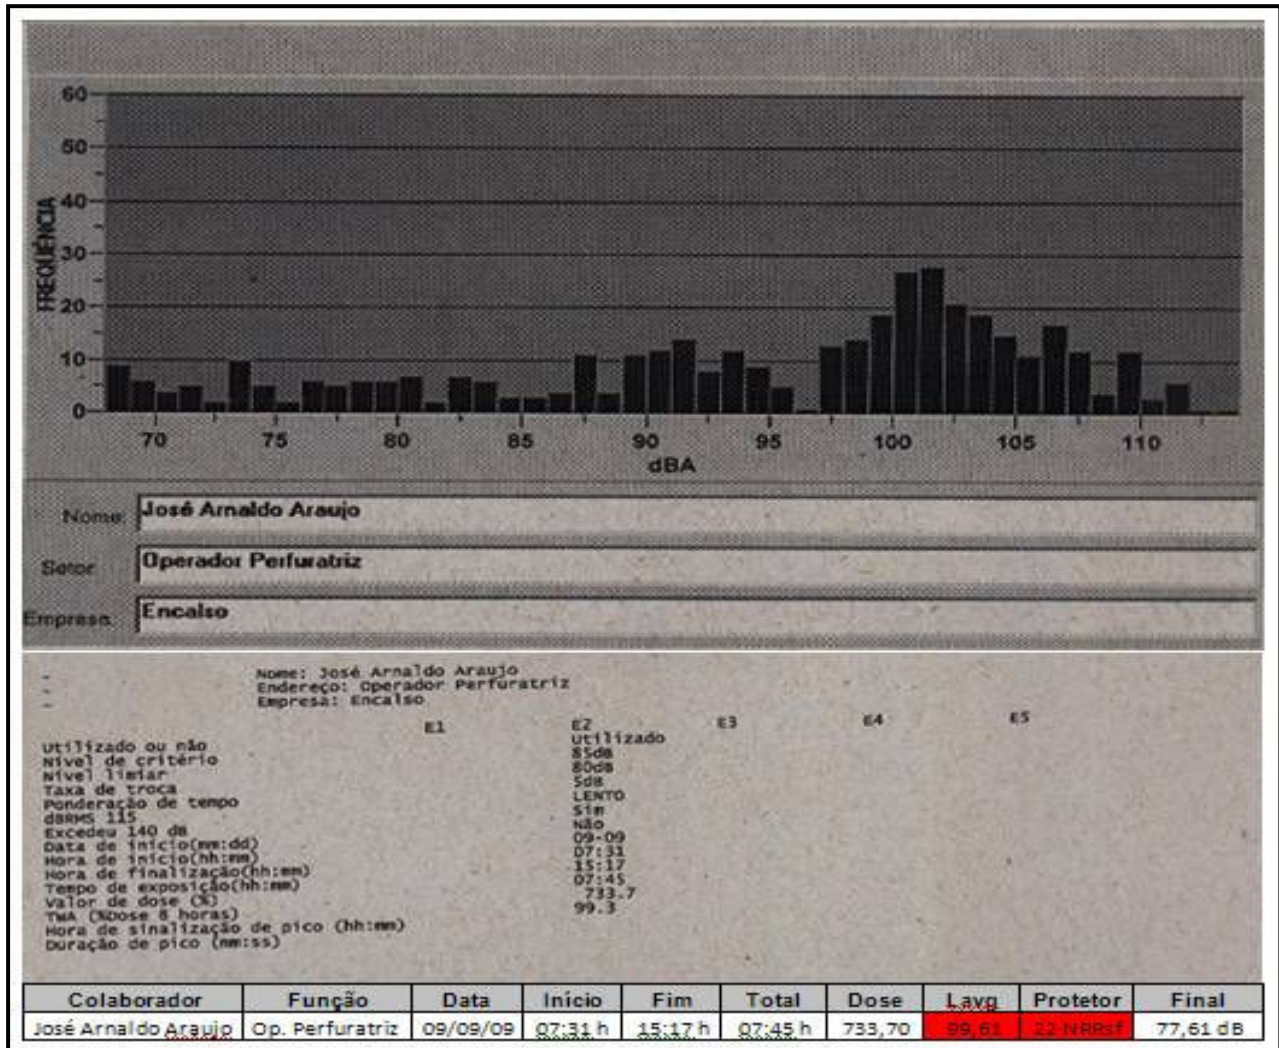 60
50
40
30
20
10
0
FREQUÊNCIA
70 75 80 85 90 95 100 105 110
dBA
Nome: José Arnaldo Araujo
Setor: Operador Perfuratriz
Empresa: Encalso
- Nome: José Arnaldo Araujo
- Endereço: Operador Perfuratriz
- Empresa: Encalso
E1 E2 E3 E4 E5
Utilizado ou não Utilizado
Nível de critério 85dB
Nível limiar 80dB
Taxa de troca 5dB
Ponderação de tempo LENTO
dBRMS 115 Sim
Excedeu 140 dB Não
Data de início(mm:dd) 09-09
Hora de início(hh:mm) 07:31
Hora de finalização(hh:mm) 15:17
Tempo de exposição(hh:mm) 07:45
Valor de dose (%) 733.7
TWA (%Dose 8 horas) 99.3
Hora de sinalização de pico (hh:mm)
Duração de pico (mm:ss)
Colaborador Função Data Início Fim Total Dose Lavg Protetor Final
José Arnaldo Araujo Op. Perfuratriz 09/09/09 07:31 h 15:17 h 07:45 h 733,70 99,61 22-NRRsf 77,61 dB